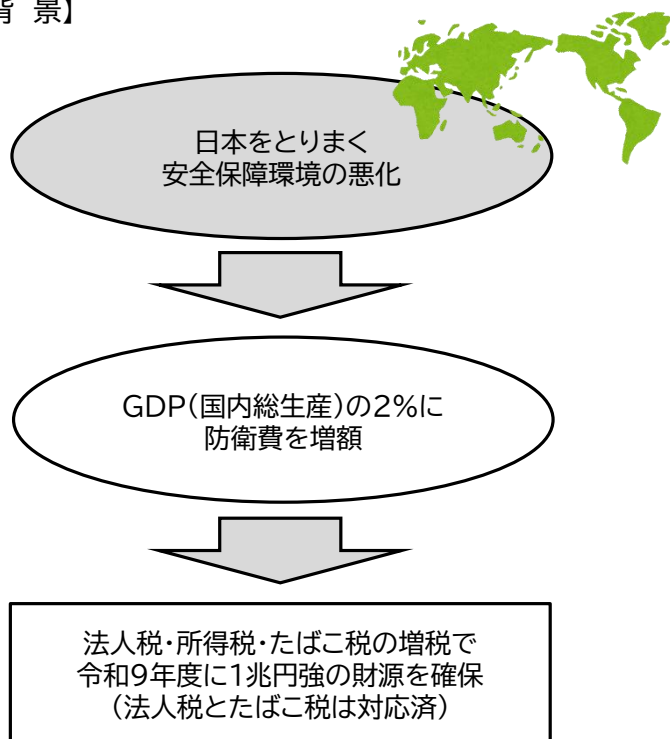 背 景】
日本をとりまく
安全保障環境の悪化
GDP(国内総生産)の2%に
防衛費を増額
法人税・所得税・たばこ税の増税で
令和9年度に1兆円強の財源を確保
(法人税とたばこ税は対応済)